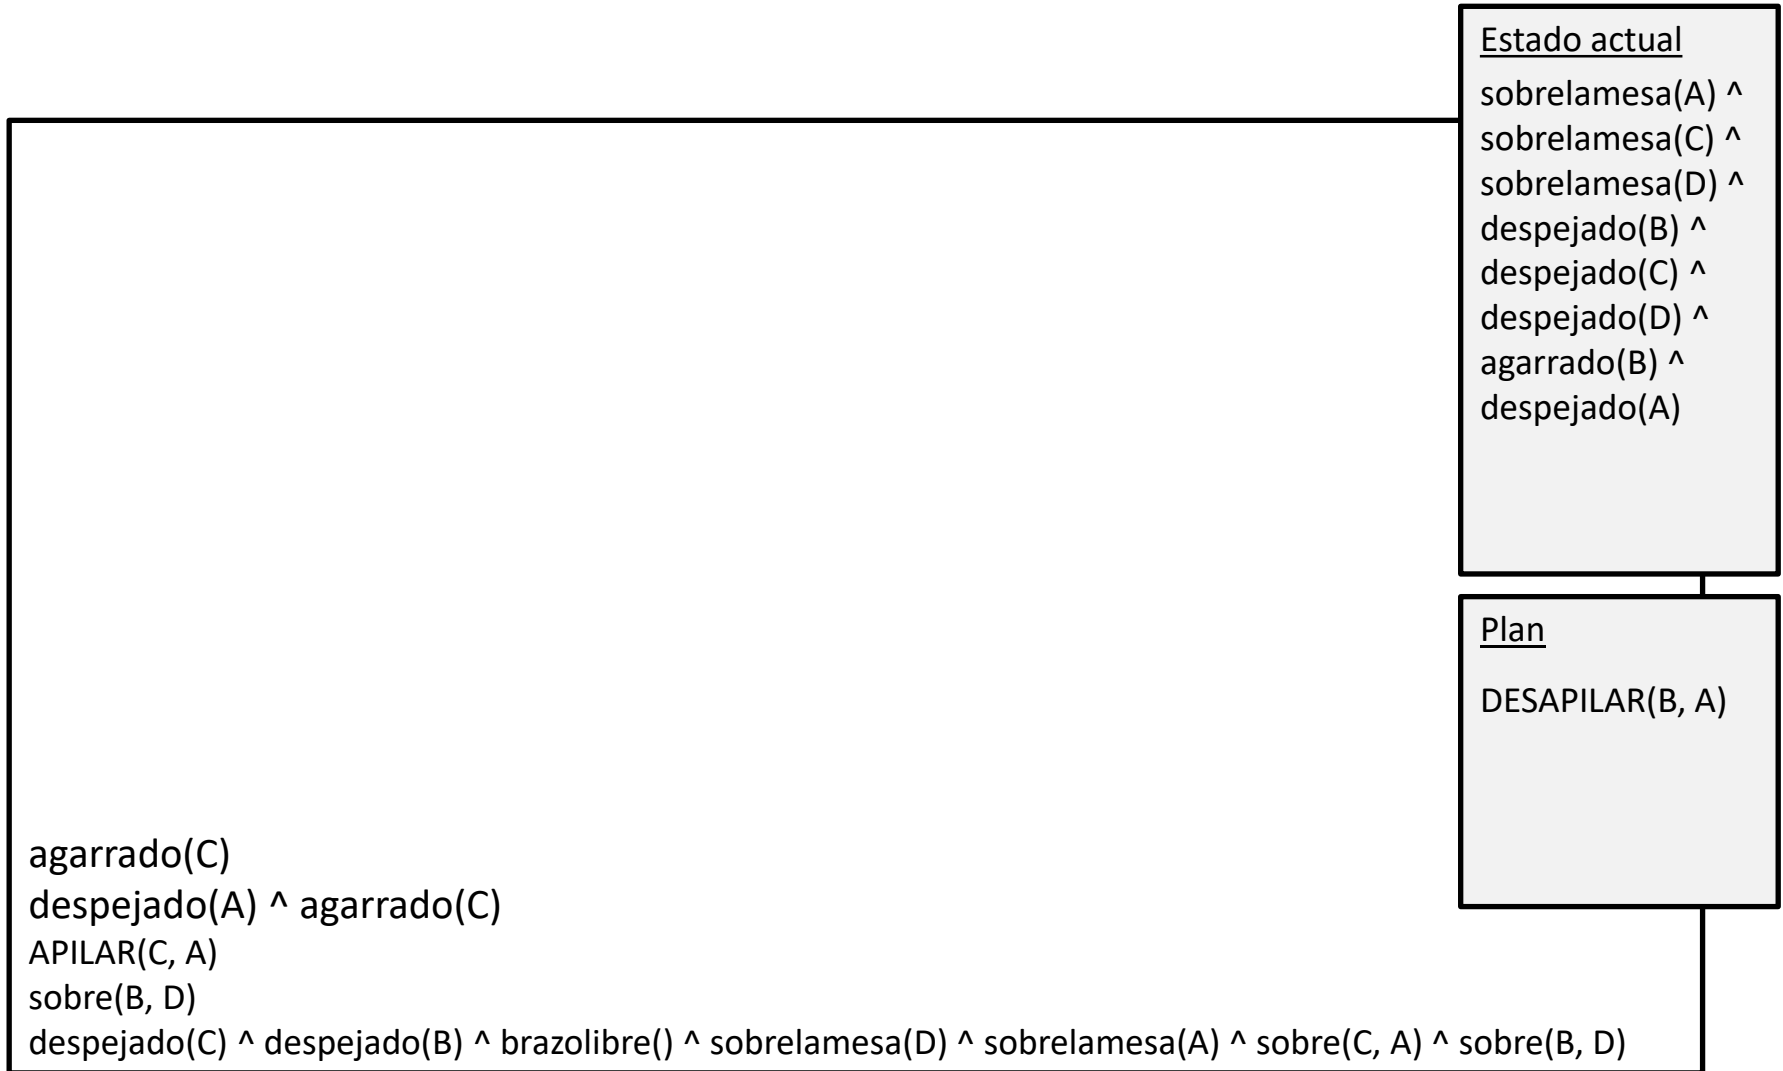 Estado actual
sobrelamesa(A) ^
sobrelamesa(C) ^
sobrelamesa(D) ^
despejado(B) ^
despejado(C) ^
despejado(D) ^
agarrado(B) ^
despejado(A)
Plan
DESAPILAR(B, A)
agarrado(C)
despejado(A) ^ agarrado(C)
APILAR(C, A)
sobre(B, D)
despejado(C) ^ despejado(B) ^ brazolibre() ^ sobrelamesa(D) ^ sobrelamesa(A) ^ sobre(C, A) ^ sobre(B, D)